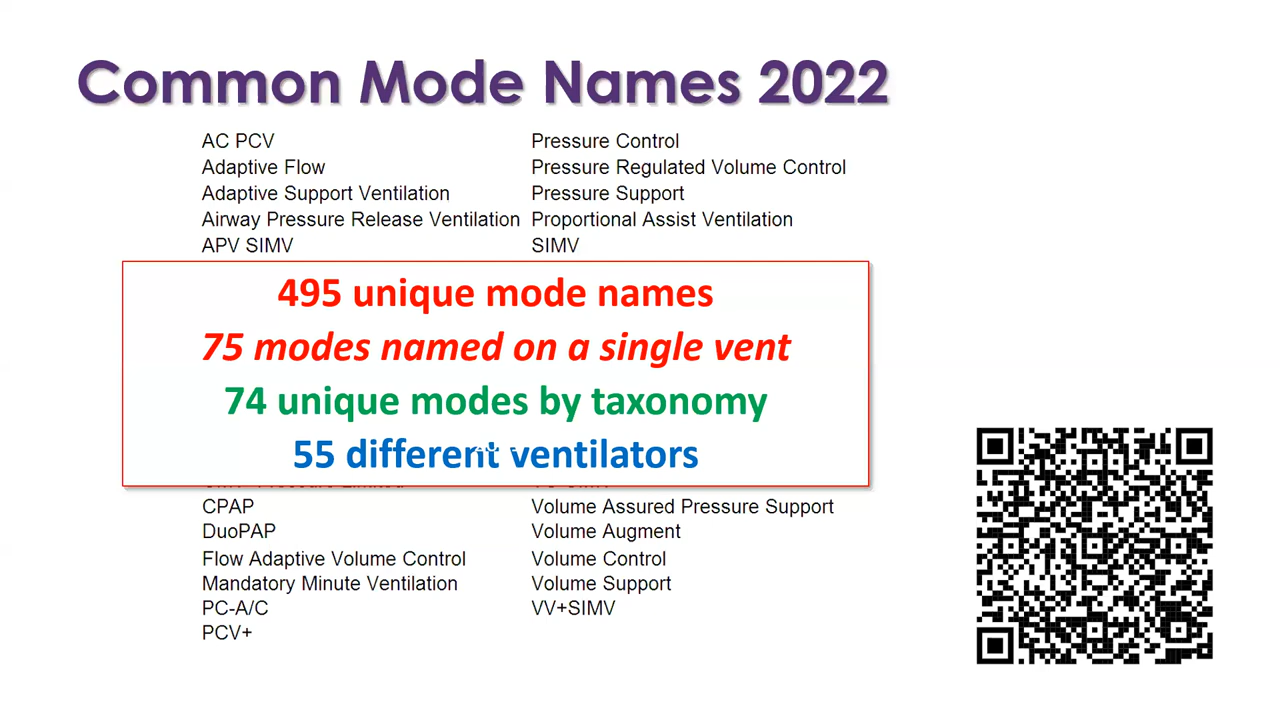 Common Mode Names 2022
AC PCV
Adaptive Flow
Adaptive Support Ventilation
Airway Pressure Release Ventilation
APV SIMV
Pressure Control
Pressure Regulated Volume Control
Pressure Support
Proportional Assist Ventilation
SIMV
495 unique mode names
75 modes named on a single vent
74 unique modes by taxonomy
55 different ventilators
CPAP
DuoPAP
Flow Adaptive Volume Control
Mandatory Minute Ventilation
PC-A/C
PCV+
Volume Assured Pressure Support
Volume Augment
Volume Control
Volume Support
VV+SIMV